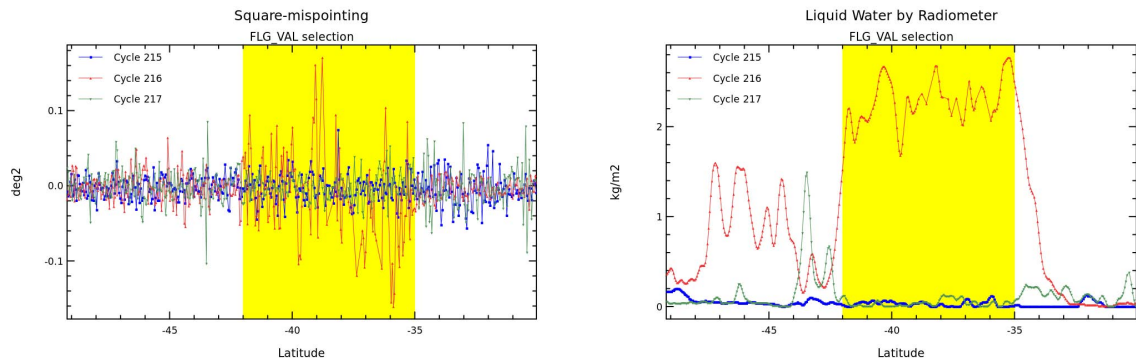 Square-mispointing
FLG_VAL selection
Cycle 215
Cycle 216
Cycle 217
0.1
0.0
-0.1
deg2
-45
-40
-35
Latitude
Liquid Water by Radiometer
FLG_VAL selection
Cycle 215
Cycle 216
Cycle 217
2
1
0
kg/m2
-45
-40
-35
Latitude